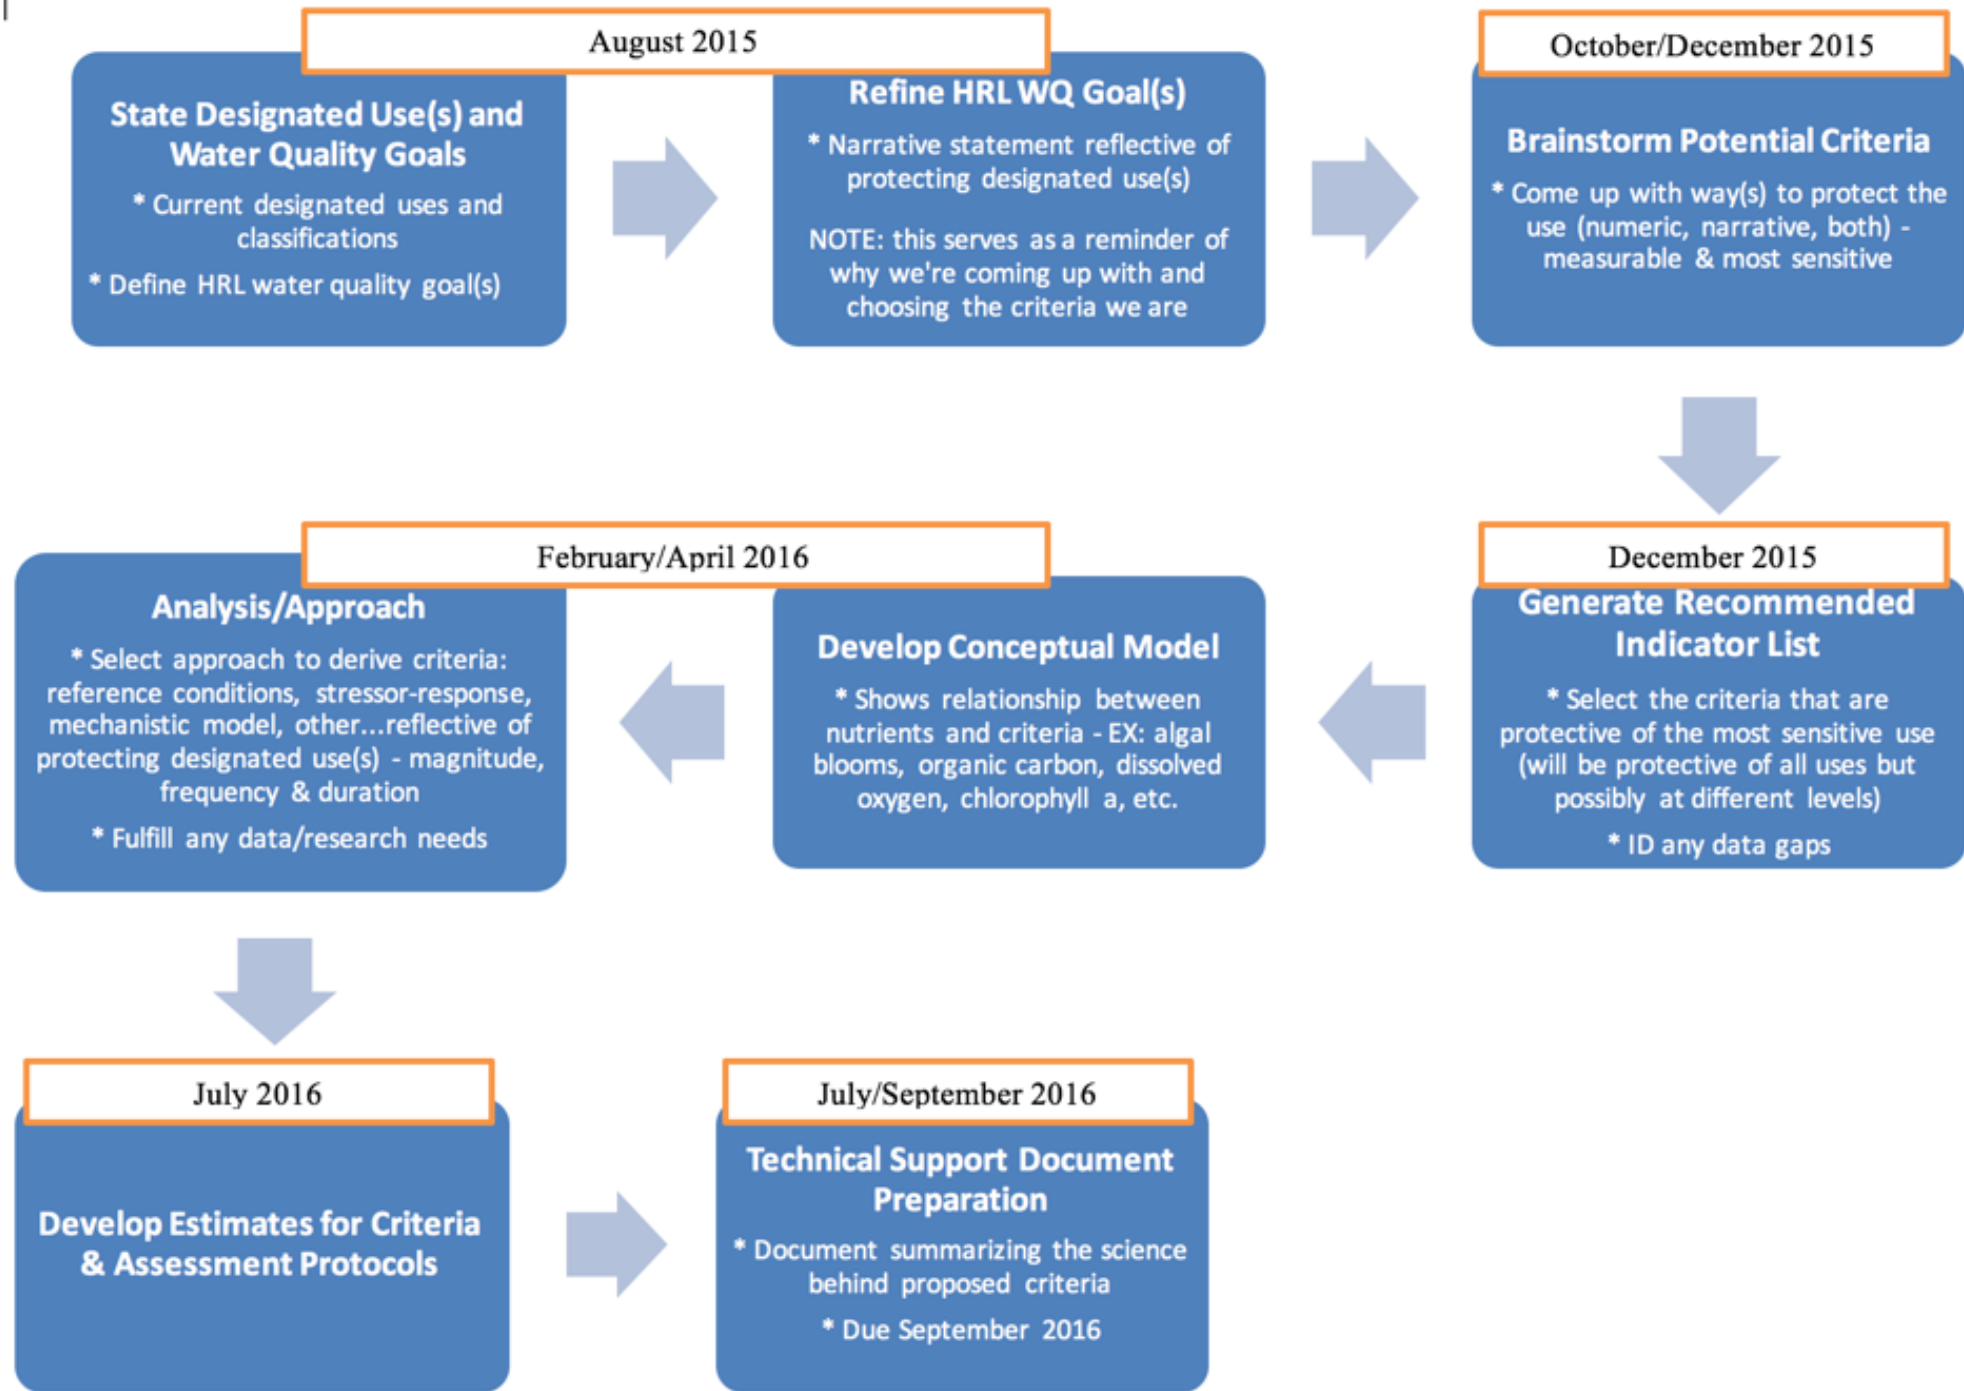 August 2015
State Designated Use(s) and
Water Quality Goals
* Current designated uses and
classifications
* Define HRL water quality goal(s)
Refine HRL WQ Goal(s)
* Narrative statement reflective of
protecting designated use(s)
NOTE: this serves as a reminder of
why we're coming up with and
choosing the criteria we are
October/December 2015
Brainstorm Potential Criteria
* Come up with way(s) to protect the
use (numeric, narrative, both) -
measurable & most sensitive
December 2015
Generate Recommended
Indicator List
* Select the criteria that are
protective of the most sensitive use
(will be protective of all uses but
possibly at different levels)
* ID any data gaps
February/April 2016
Develop Conceptual Model
* Shows relationship between
nutrients and criteria - EX: algal
blooms, organic carbon, dissolved
oxygen, chlorophyll a, etc.
Analysis/Approach
* Select approach to derive criteria:
reference conditions, stressor-response,
mechanistic model, other...reflective of
protecting designated use(s) - magnitude,
frequency & duration
* Fulfill any data/research needs
July 2016
Develop Estimates for Criteria
& Assessment Protocols
July/September 2016
Technical Support Document
Preparation
* Document summarizing the science
behind proposed criteria
* Due September 2016